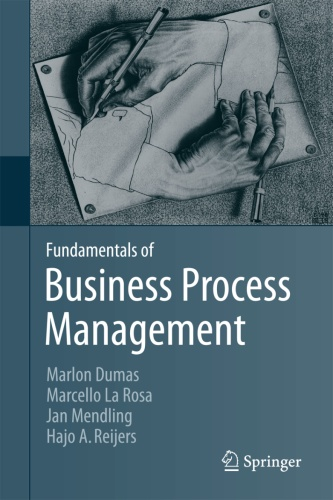 Fundamentals of
Business Process
Management
Marlon Dumas
Marcello La Rosa
Jan Mendling
Hajo A. Reijers
Springer